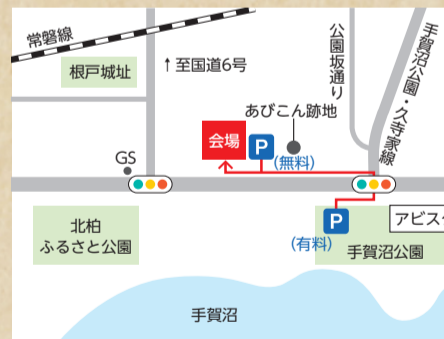 常磐線
根戸城址
↑至国道6号
公園坂通り
手賀沼公園・久寺家線
あびこん跡地
会場
P
(無料)
GS
北柏
ふるさと公園
P
(有料)
アビスタ
手賀沼公園
手賀沼